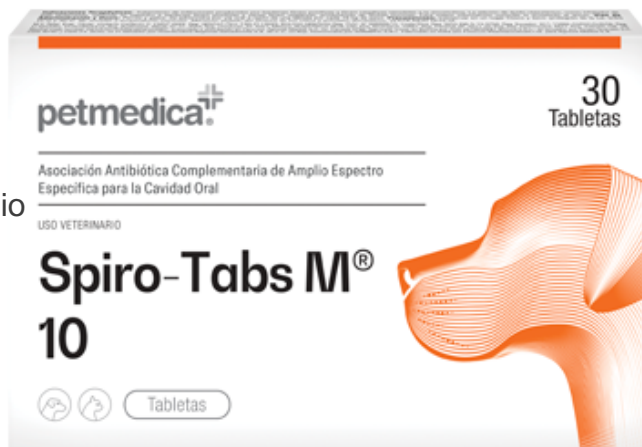 petmedica
30
Tabletas
Asociación Antibiótica Complementaria de Amplio Espectro
Específica para la Cavidad Oral
io
USO VETERINARIO
Spiro-Tabs M®
10
Tabletas